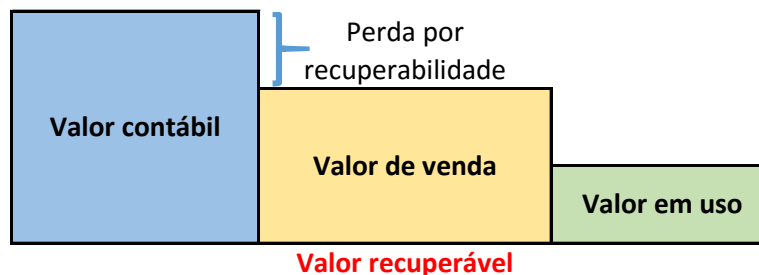 Perda por
recuperabilidade
Valor contábil
Valor de venda
Valor em uso
Valor recuperável